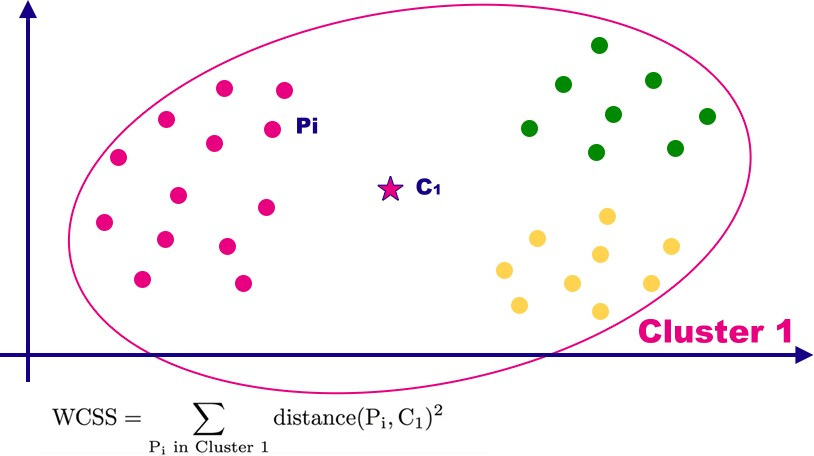 Pi
C₁
Cluster 1
WCSS = ∑ distance(Pᵢ, C₁)²
Pᵢ in Cluster 1